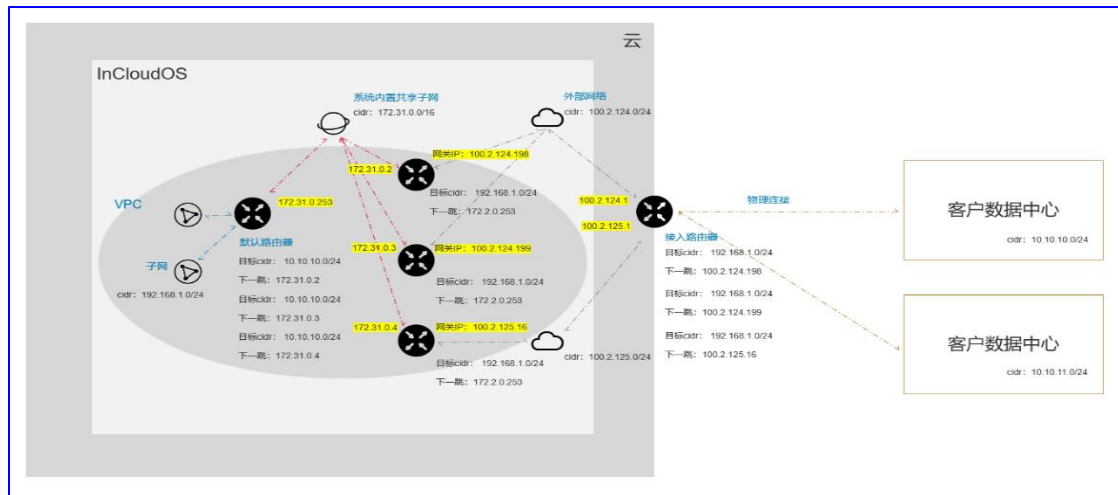 云
InCloudOS
系统内置共享子网
cidr：172.31.0.0/16
外部网络
cidr：100.2.124.0/24
172.31.0.2
网关IP：100.2.124.198
目标cidr：192.168.1.0/24
下一跳：172.2.0.253
VPC
172.31.0.253
子网
cidr：192.168.1.0/24
默认路由器
目标cidr：10.10.10.0/24
下一跳：172.31.0.2
目标cidr：10.10.10.0/24
下一跳：172.31.0.3
目标cidr：10.10.10.0/24
下一跳：172.31.0.4
172.31.0.3
网关IP：100.2.124.199
目标cidr：192.168.1.0/24
下一跳：172.2.0.253
172.31.0.4
网关IP：100.2.125.16
目标cidr：192.168.1.0/24
下一跳：172.2.0.253
cidr：100.2.125.0/24
100.2.124.1
100.2.125.1
接入路由器
目标cidr：192.168.1.0/24
下一跳：100.2.124.198
目标cidr：192.168.1.0/24
下一跳：100.2.124.199
目标cidr：192.168.1.0/24
下一跳：100.2.125.16
物理连接
客户数据中心
cidr：10.10.10.0/24
客户数据中心
cidr：10.10.11.0/24